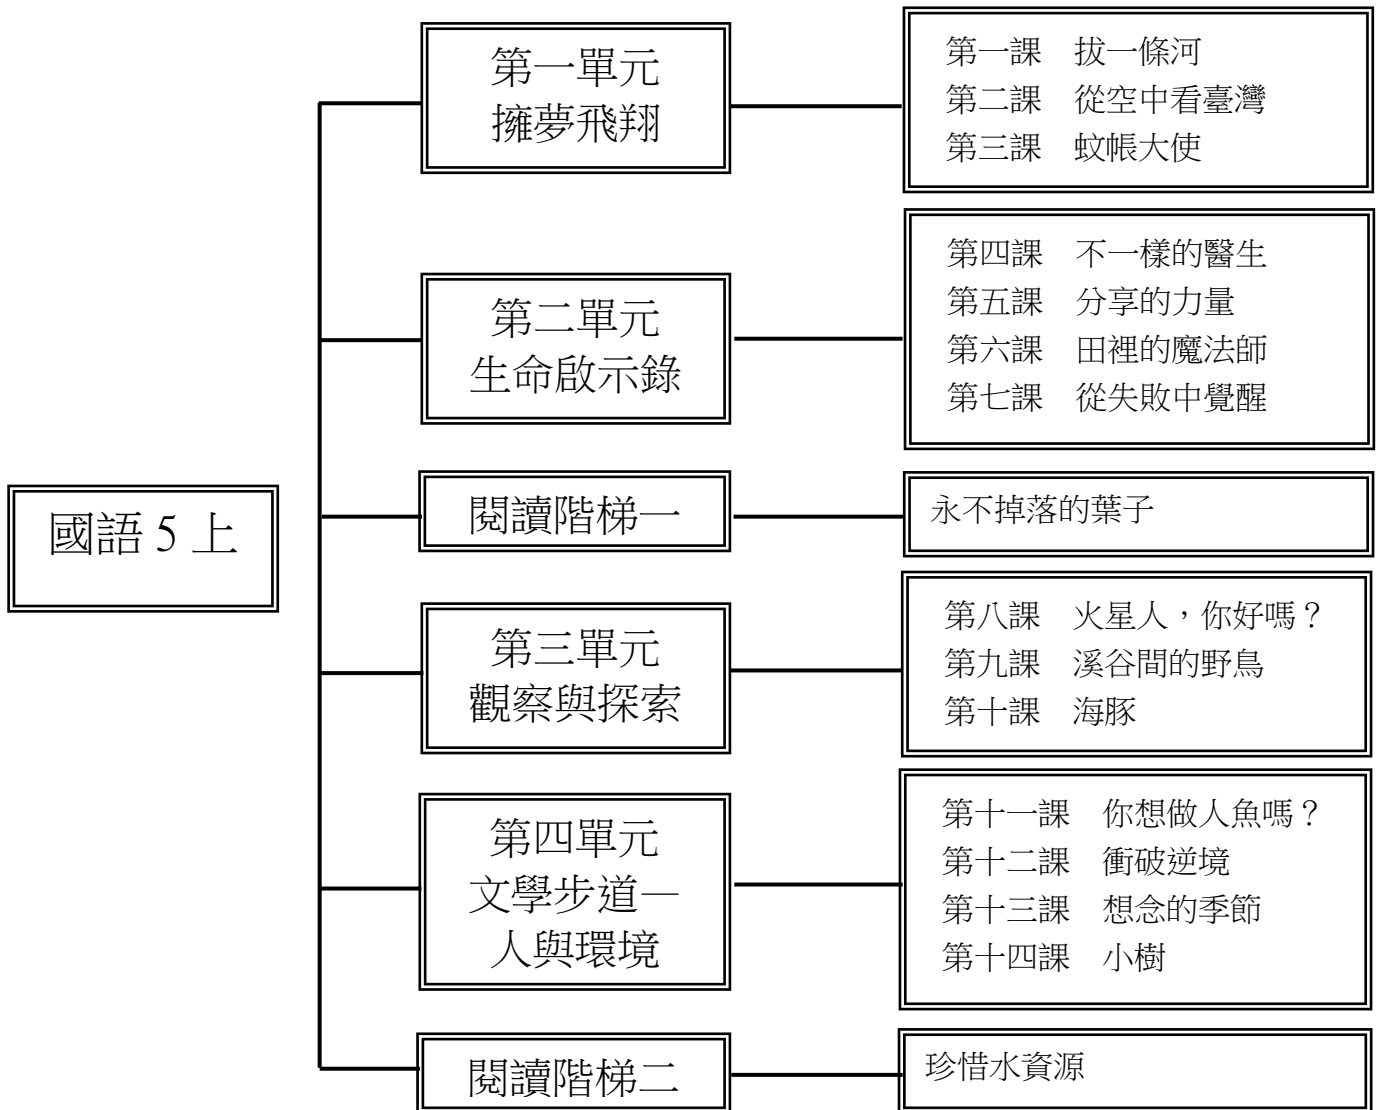 國語 5 上
第一單元
擁夢飛翔
第一課　拔一條河
第二課　從空中看臺灣
第三課　蚊帳大使
第二單元
生命啟示錄
第四課　不一樣的醫生
第五課　分享的力量
第六課　田裡的魔法師
第七課　從失敗中覺醒
閱讀階梯一
永不掉落的葉子
第三單元
觀察與探索
第八課　火星人，你好嗎？
第九課　溪谷間的野鳥
第十課　海豚
第四單元
文學步道—
人與環境
第十一課　你想做人魚嗎？
第十二課　衝破逆境
第十三課　想念的季節
第十四課　小樹
閱讀階梯二
珍惜水資源